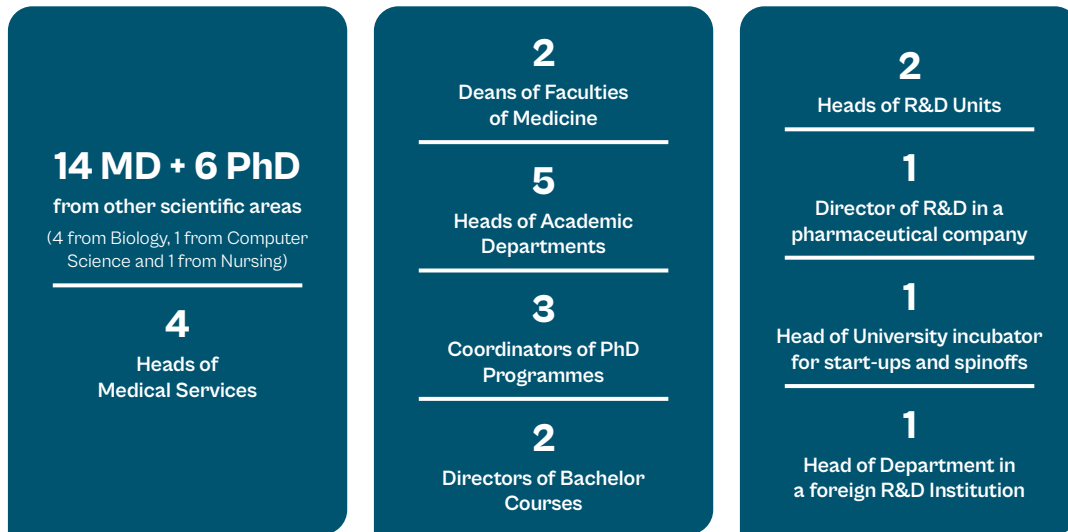 14 MD + 6 PhD
from other scientific areas
(4 from Biology, 1 from Computer
Science and 1 from Nursing)
4
Heads of
Medical Services
2
Deans of Faculties
of Medicine
5
Heads of Academic
Departments
3
Coordinators of PhD
Programmes
2
Directors of Bachelor
Courses
2
Heads of R&D Units
1
Director of R&D in a
pharmaceutical company
1
Head of University incubator
for start-ups and spinoffs
1
Head of Department in
a foreign R&D Institution